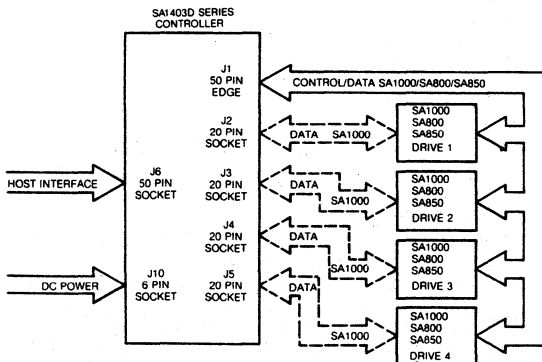 SA1403D SERIES
CONTROLLER
J1
50 PIN
EDGE
CONTROL/DATA SA1000/SA800/SA850
J2
20 PIN
SOCKET
DATA SA1000
SA1000
SA800
SA850
DRIVE 1
HOST INTERFACE
J6
50 PIN
SOCKET
J3
20 PIN
SOCKET
DATA
SA1000
SA1000
SA800
SA850
DRIVE 2
J4
20 PIN
SOCKET
DATA
SA1000
SA1000
SA800
SA850
DRIVE 3
DC POWER
J10
6 PIN
SOCKET
J5
20 PIN
SOCKET
DATA
SA1000
SA1000
SA800
SA850
DRIVE 4